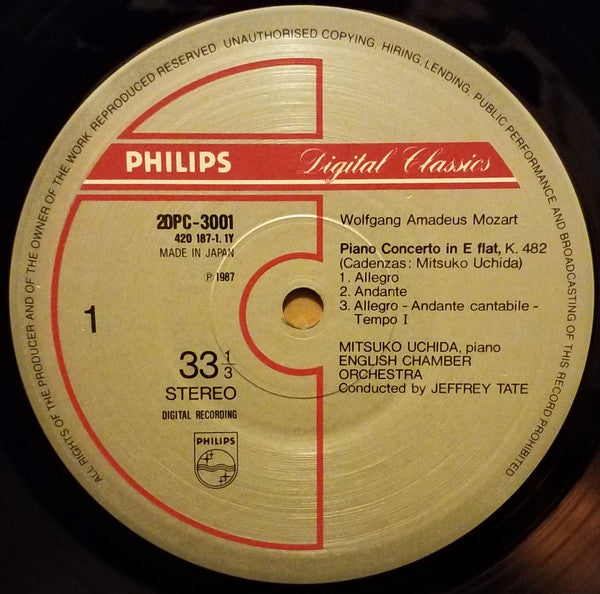 ALL RIGHTS OF THE PRODUCER AND OF THE OWNER OF THE WORK REPRODUCED RESERVED. UNAUTHORISED COPYING, HIRING, LENDING, PUBLIC PERFORMANCE AND BROADCASTING OF THIS RECORD PROHIBITED.
PHILIPS Digital Classics
20PC-3001
420 187-1.1Y
MADE IN JAPAN
℗ 1987
1
33 1/3
STEREO
DIGITAL RECORDING
PHILIPS
Wolfgang Amadeus Mozart
Piano Concerto in E flat, K. 482
(Cadenzas: Mitsuko Uchida)
1. Allegro
2. Andante
3. Allegro - Andante cantabile -
Tempo I
MITSUKO UCHIDA, piano
ENGLISH CHAMBER
ORCHESTRA
Conducted by JEFFREY TATE